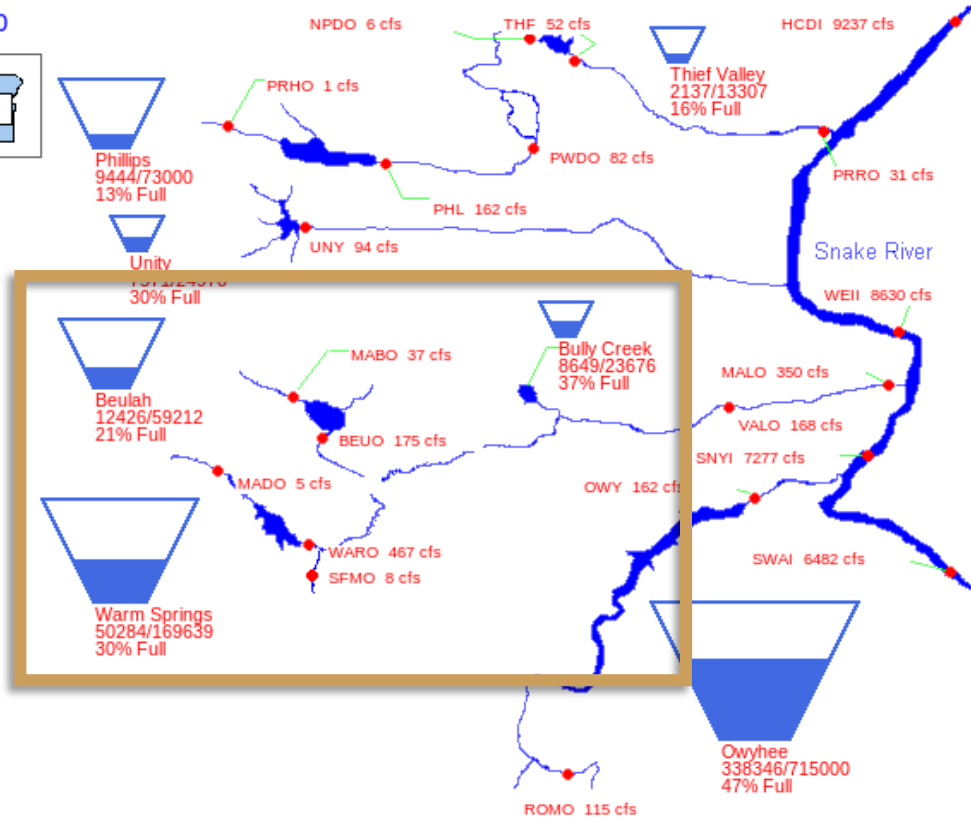 NPDO 6 cfs
THF 52 cfs
HCDI 9237 cfs
Thief Valley
2137/13307
16% Full
PRHO 1 cfs
Phillips
9444/73000
13% Full
PWDO 82 cfs
PRRO 31 cfs
PHL 162 cfs
UNY 94 cfs
Snake River
Unity
30% Full
WEII 8630 cfs
Bully Creek
8649/23676
37% Full
MABO 37 cfs
MALO 350 cfs
Beulah
12426/59212
21% Full
VALO 168 cfs
BEUO 175 cfs
SNYI 7277 cfs
MADO 5 cfs
OWY 162 cfs
WARO 467 cfs
SWAI 6482 cfs
SFMO 8 cfs
Warm Springs
50284/169639
30% Full
Owyhee
338346/715000
47% Full
ROMO 115 cfs